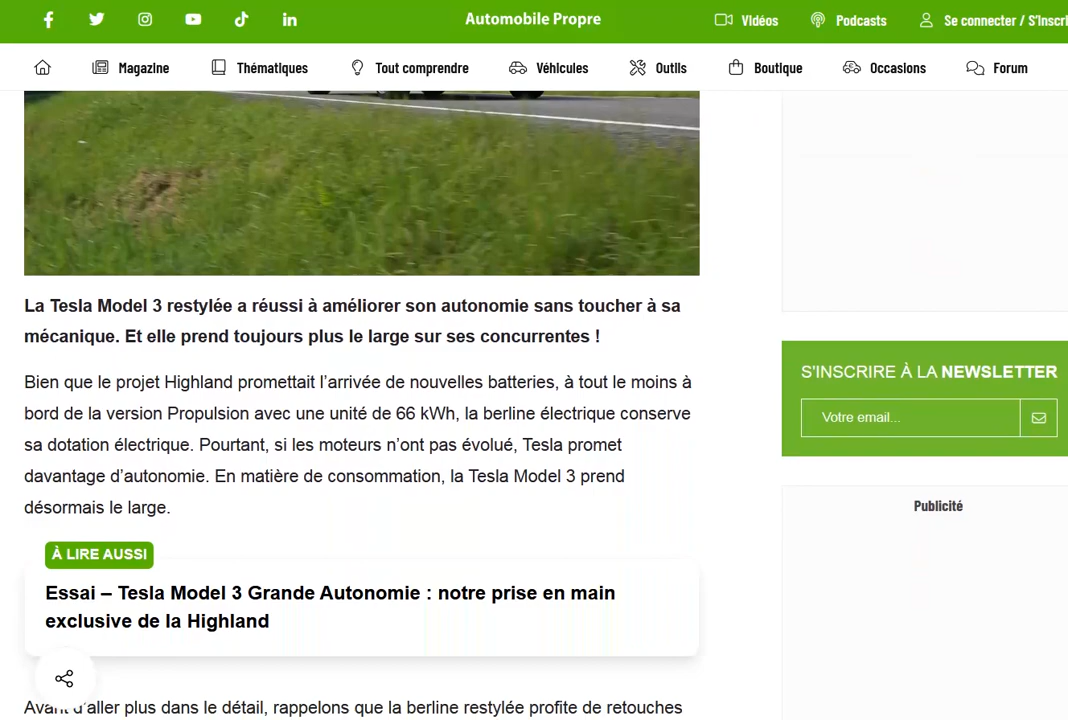 Automobile Propre
Vidéos
Podcasts
Se connecter / S'Inscri
Magazine
Thématiques
Tout comprendre
Véhicules
Outils
Boutique
Occasions
Forum
La Tesla Model 3 restylée a réussi à améliorer son autonomie sans toucher à sa
mécanique. Et elle prend toujours plus le large sur ses concurrentes !
Bien que le projet Highland promettait l’arrivée de nouvelles batteries, à tout le moins à
bord de la version Propulsion avec une unité de 66 kWh, la berline électrique conserve
sa dotation électrique. Pourtant, si les moteurs n’ont pas évolué, Tesla promet
davantage d’autonomie. En matière de consommation, la Tesla Model 3 prend
désormais le large.
À LIRE AUSSI
Essai – Tesla Model 3 Grande Autonomie : notre prise en main
exclusive de la Highland
Avant d’aller plus dans le détail, rappelons que la berline restylée profite de retouches
S'INSCRIRE À LA NEWSLETTER
Votre email...
Publicité